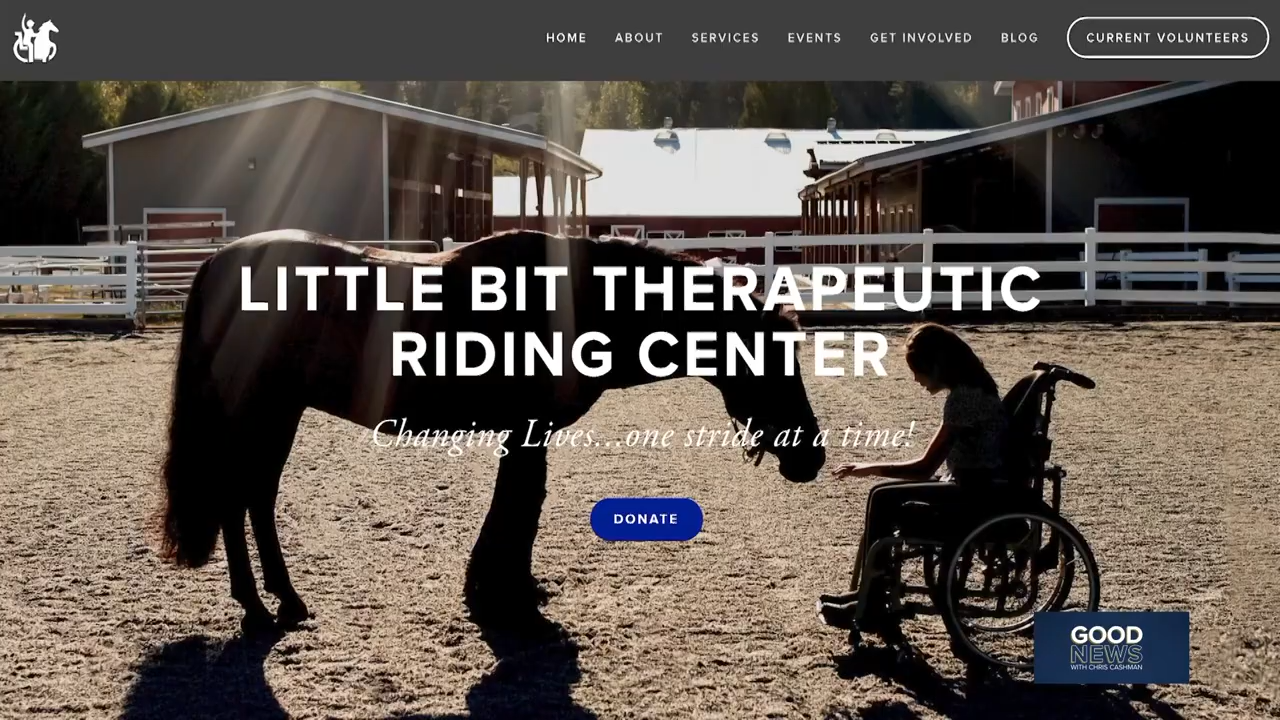 HOME ABOUT SERVICES EVENTS GET INVOLVED BLOG CURRENT VOLUNTEERS
LITTLE BIT THERAPEUTIC
RIDING CENTER
Changing Lives...one stride at a time!
DONATE
GOOD
NEWS
WITH CHRIS CASHMAN